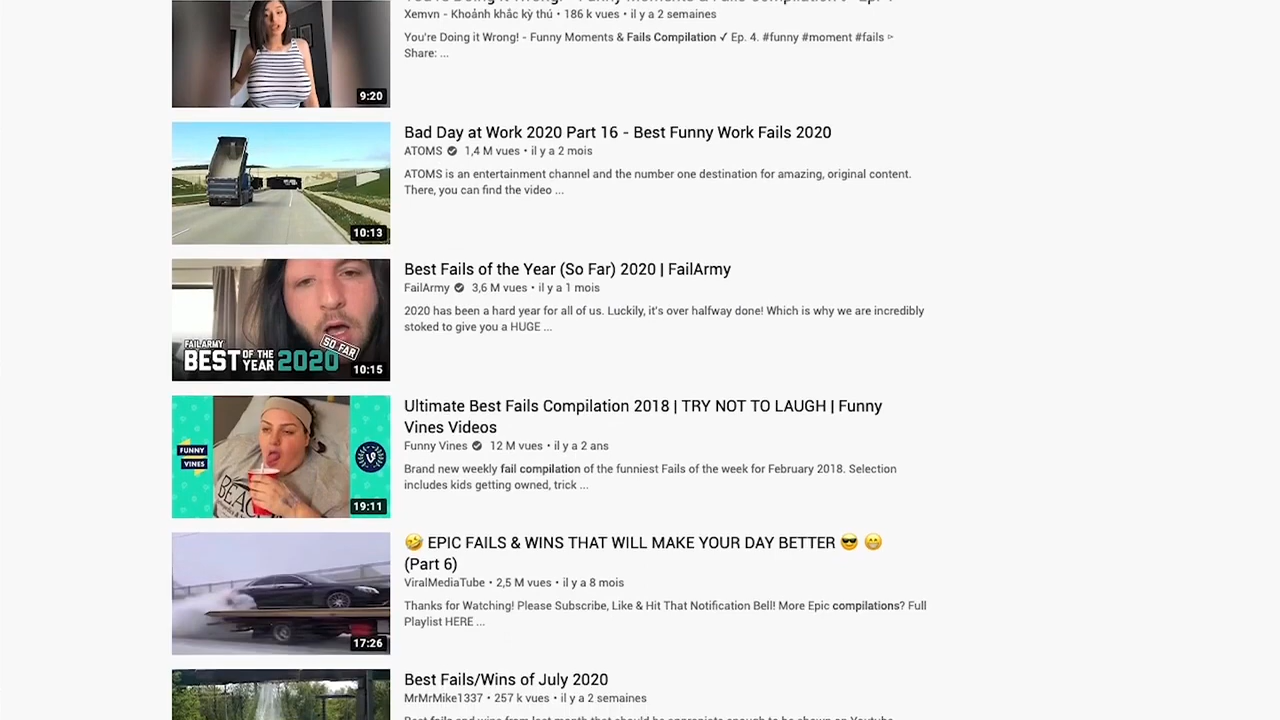 Xemvn - Khoảnh khắc kỳ thú • 186 k vues • il y a 2 semaines
You're Doing it Wrong! - Funny Moments & Fails Compilation ✓ Ep. 4. #funny #moment #fails ▻
Share: ...
9:20
Bad Day at Work 2020 Part 16 - Best Funny Work Fails 2020
ATOMS 1,4 M vues • il y a 2 mois
ATOMS is an entertainment channel and the number one destination for amazing, original content.
There, you can find the video ...
10:13
Best Fails of the Year (So Far) 2020 | FailArmy
FailArmy 3,6 M vues • il y a 1 mois
2020 has been a hard year for all of us. Luckily, it's over halfway done! Which is why we are incredibly
stoked to give you a HUGE ...
FAILARMY
BEST OF THE YEAR 2020
SO FAR
10:15
Ultimate Best Fails Compilation 2018 | TRY NOT TO LAUGH | Funny
Vines Videos
Funny Vines 12 M vues • il y a 2 ans
Brand new weekly fail compilation of the funniest Fails of the week for February 2018. Selection
includes kids getting owned, trick ...
FUNNY
VINES
19:11
🤣 EPIC FAILS & WINS THAT WILL MAKE YOUR DAY BETTER 😎 😁
(Part 6)
ViralMediaTube • 2,5 M vues • il y a 8 mois
Thanks for Watching! Please Subscribe, Like & Hit That Notification Bell! More Epic compilations? Full
Playlist HERE ...
17:26
Best Fails/Wins of July 2020
MrMrMike1337 • 257 k vues • il y a 2 semaines